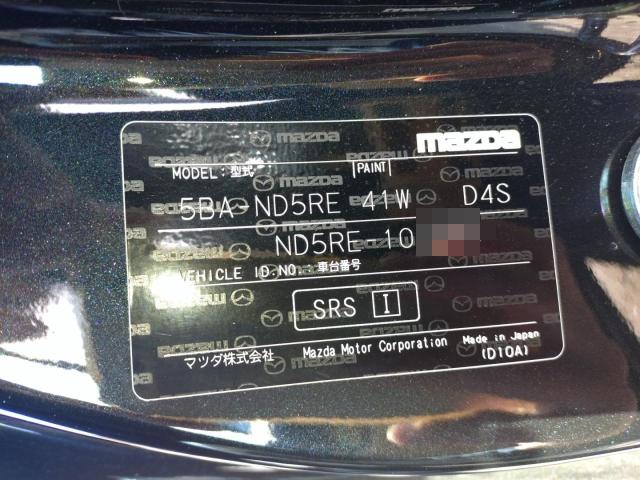 mazda
MODEL:型式 PAINT
5BA-ND5RE 41W D4S
ND5RE 10
VEHICLE ID.NO.:車台番号
SRS I
マツダ株式会社 Mazda Motor Corporation Made in Japan
(D10A)